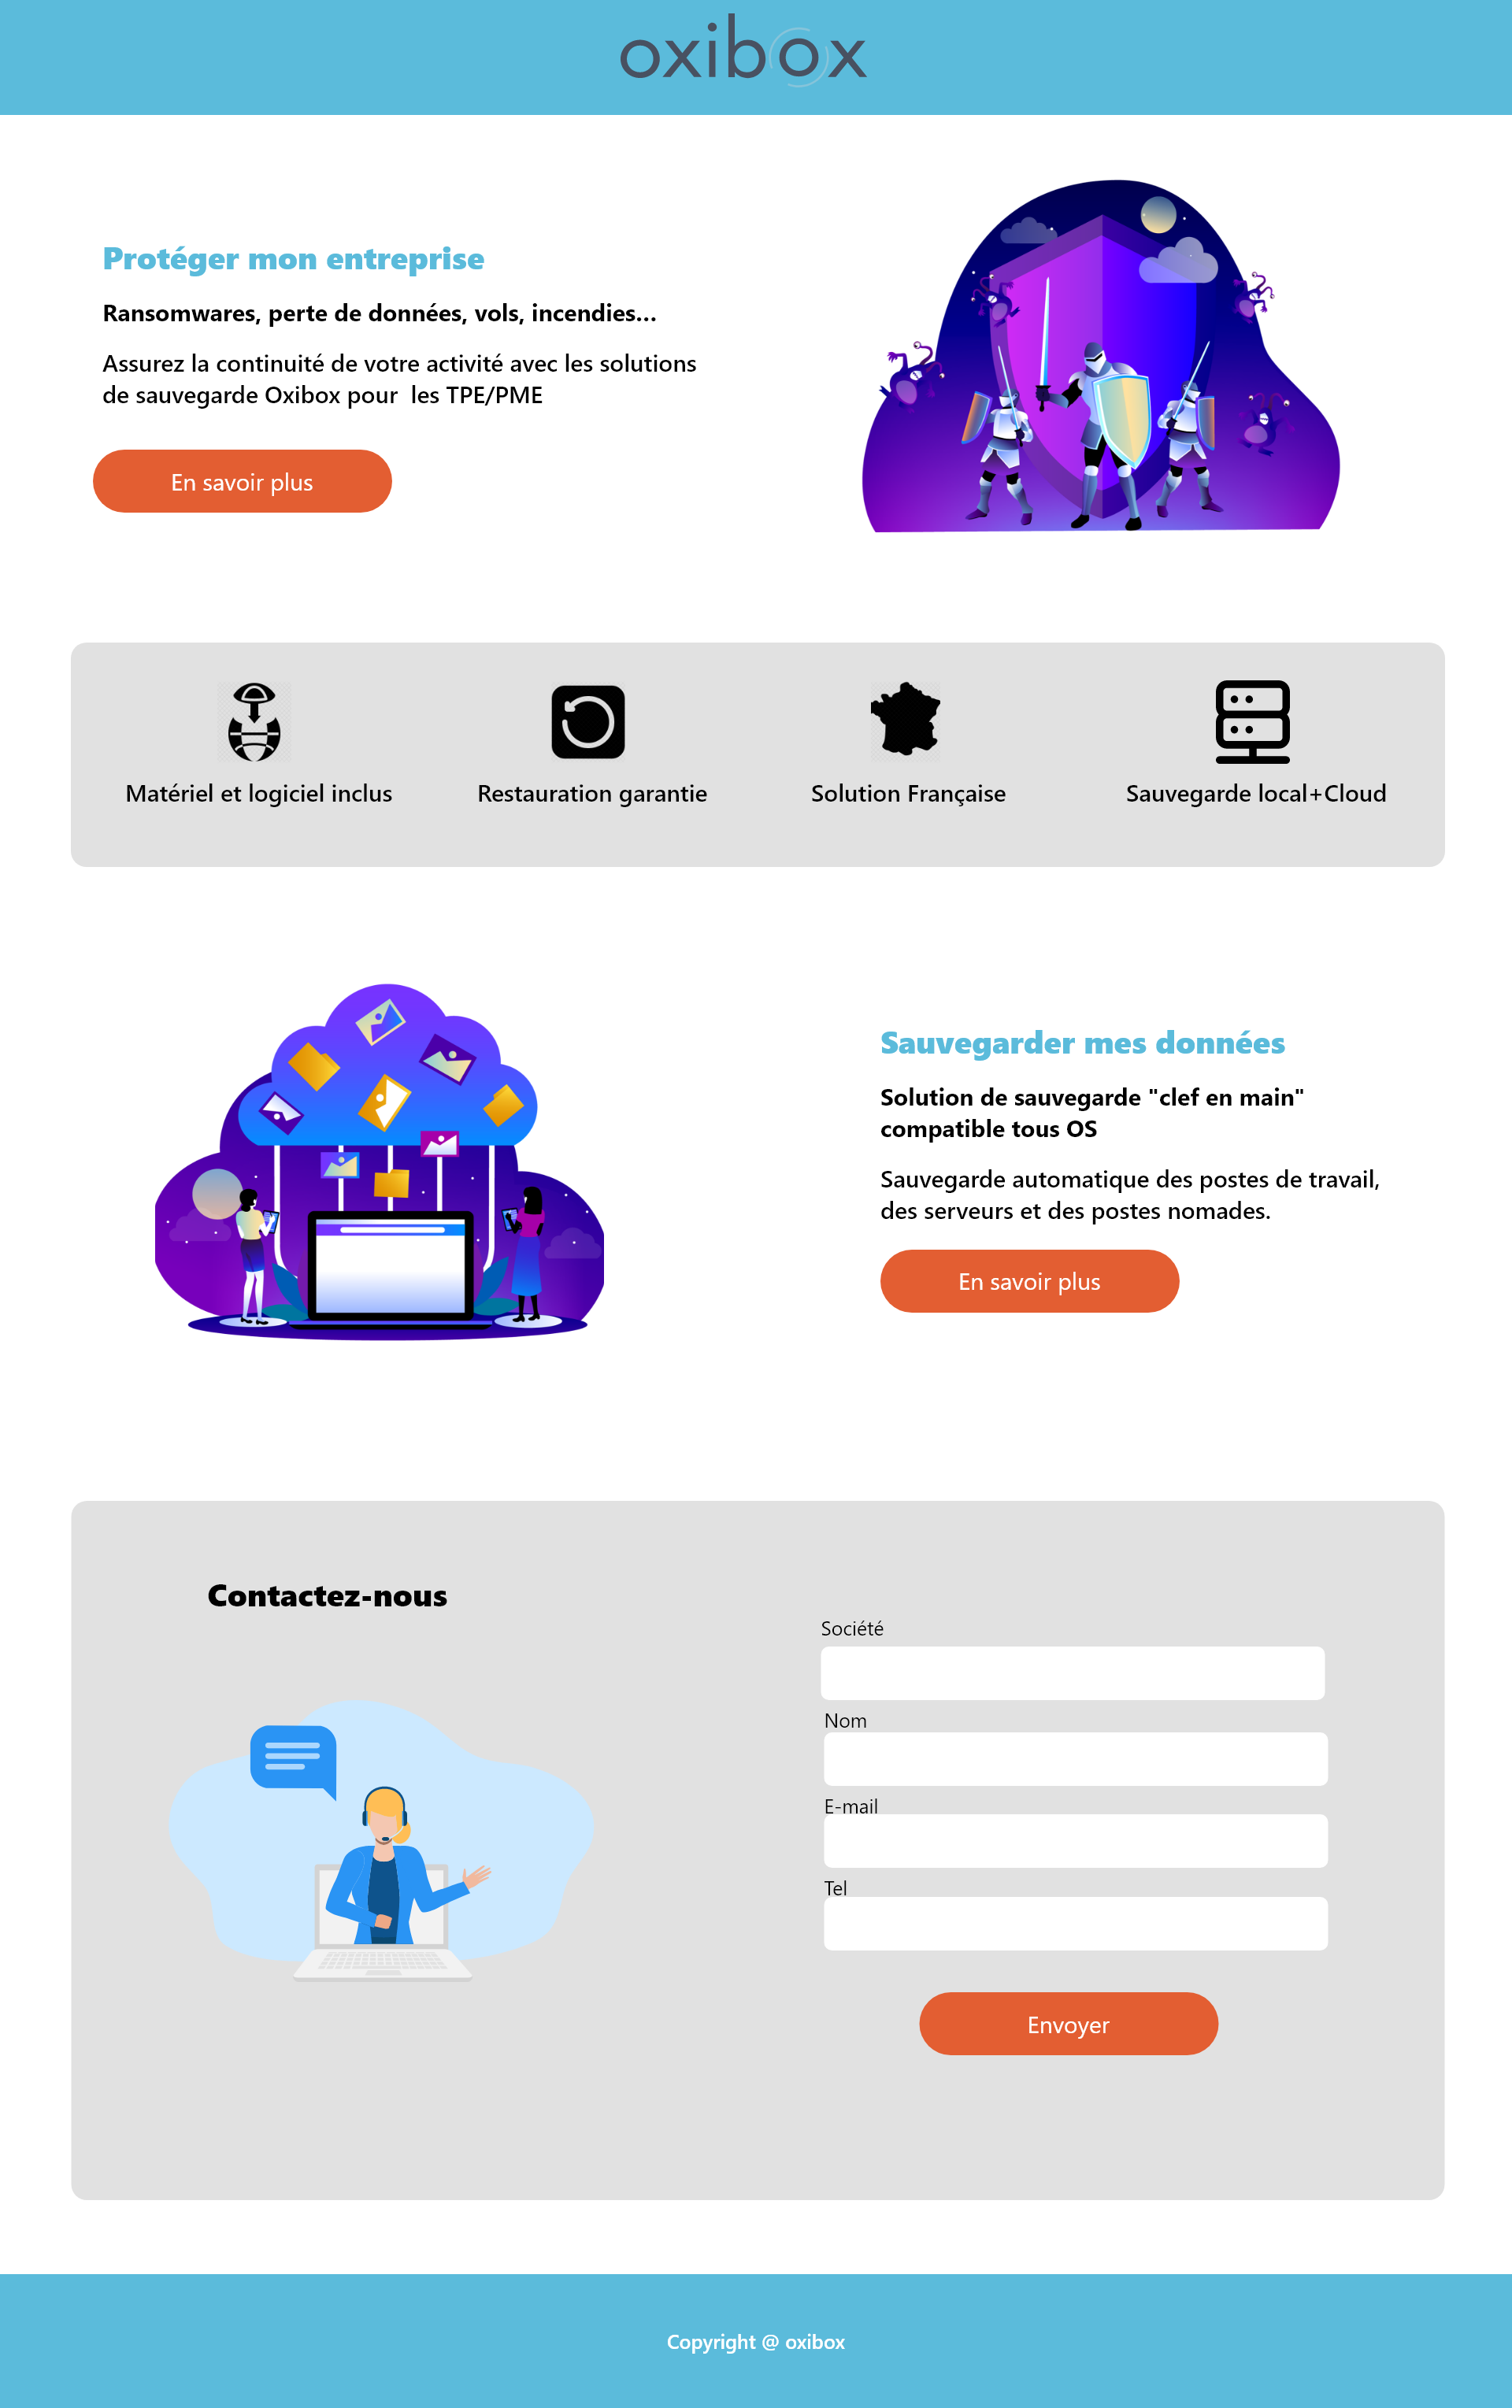 oxibox
Protéger mon entreprise
Ransomwares, perte de données, vols, incendies...
Assurez la continuité de votre activité avec les solutions
de sauvegarde Oxibox pour  les TPE/PME
En savoir plus
Matériel et logiciel inclus
Restauration garantie
Solution Française
Sauvegarde local+Cloud
Sauvegarder mes données
Solution de sauvegarde "clef en main"
compatible tous OS
Sauvegarde automatique des postes de travail,
des serveurs et des postes nomades.
En savoir plus
Contactez-nous
Société
Nom
E-mail
Tel
Envoyer
Copyright @ oxibox